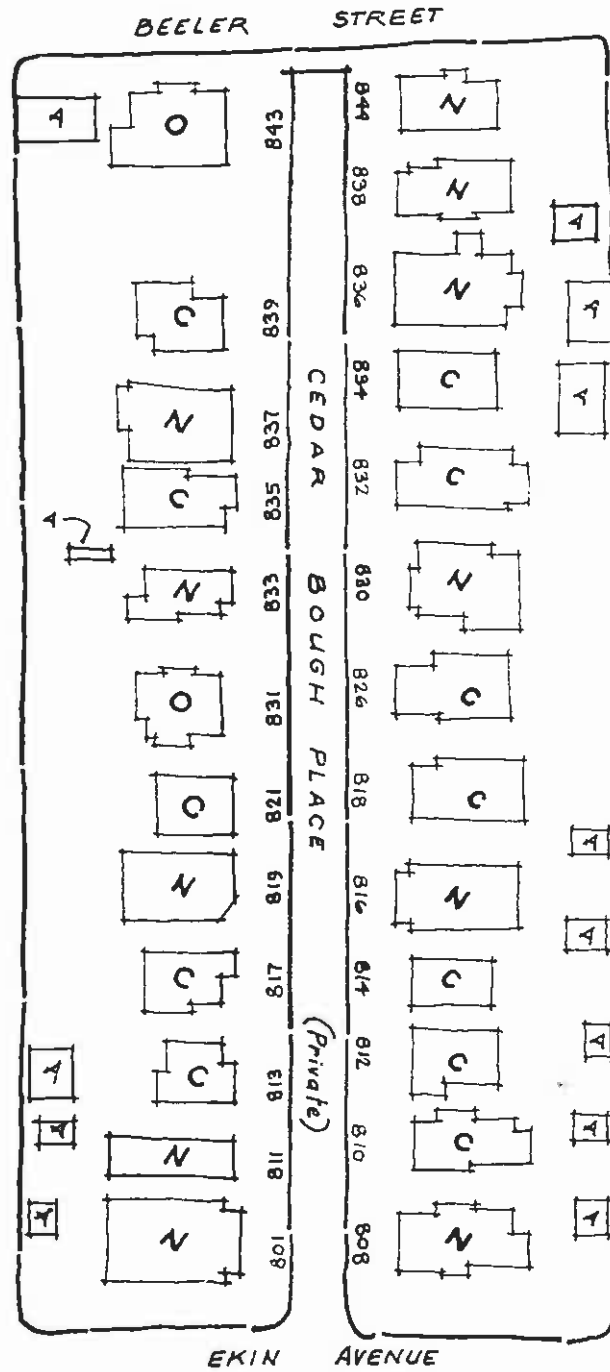 BEELER STREET
A
O
843
844
N
838
N
A
836
N
A
C
839
834
C
A
N
837
CEDAR BOUGH PLACE
(Private)
832
C
C
835
A
N
833
830
N
O
831
826
C
C
821
818
C
A
N
819
816
N
A
C
817
814
C
A
C
813
812
C
A
A
N
811
810
C
A
A
N
801
808
N
A
EKIN AVENUE